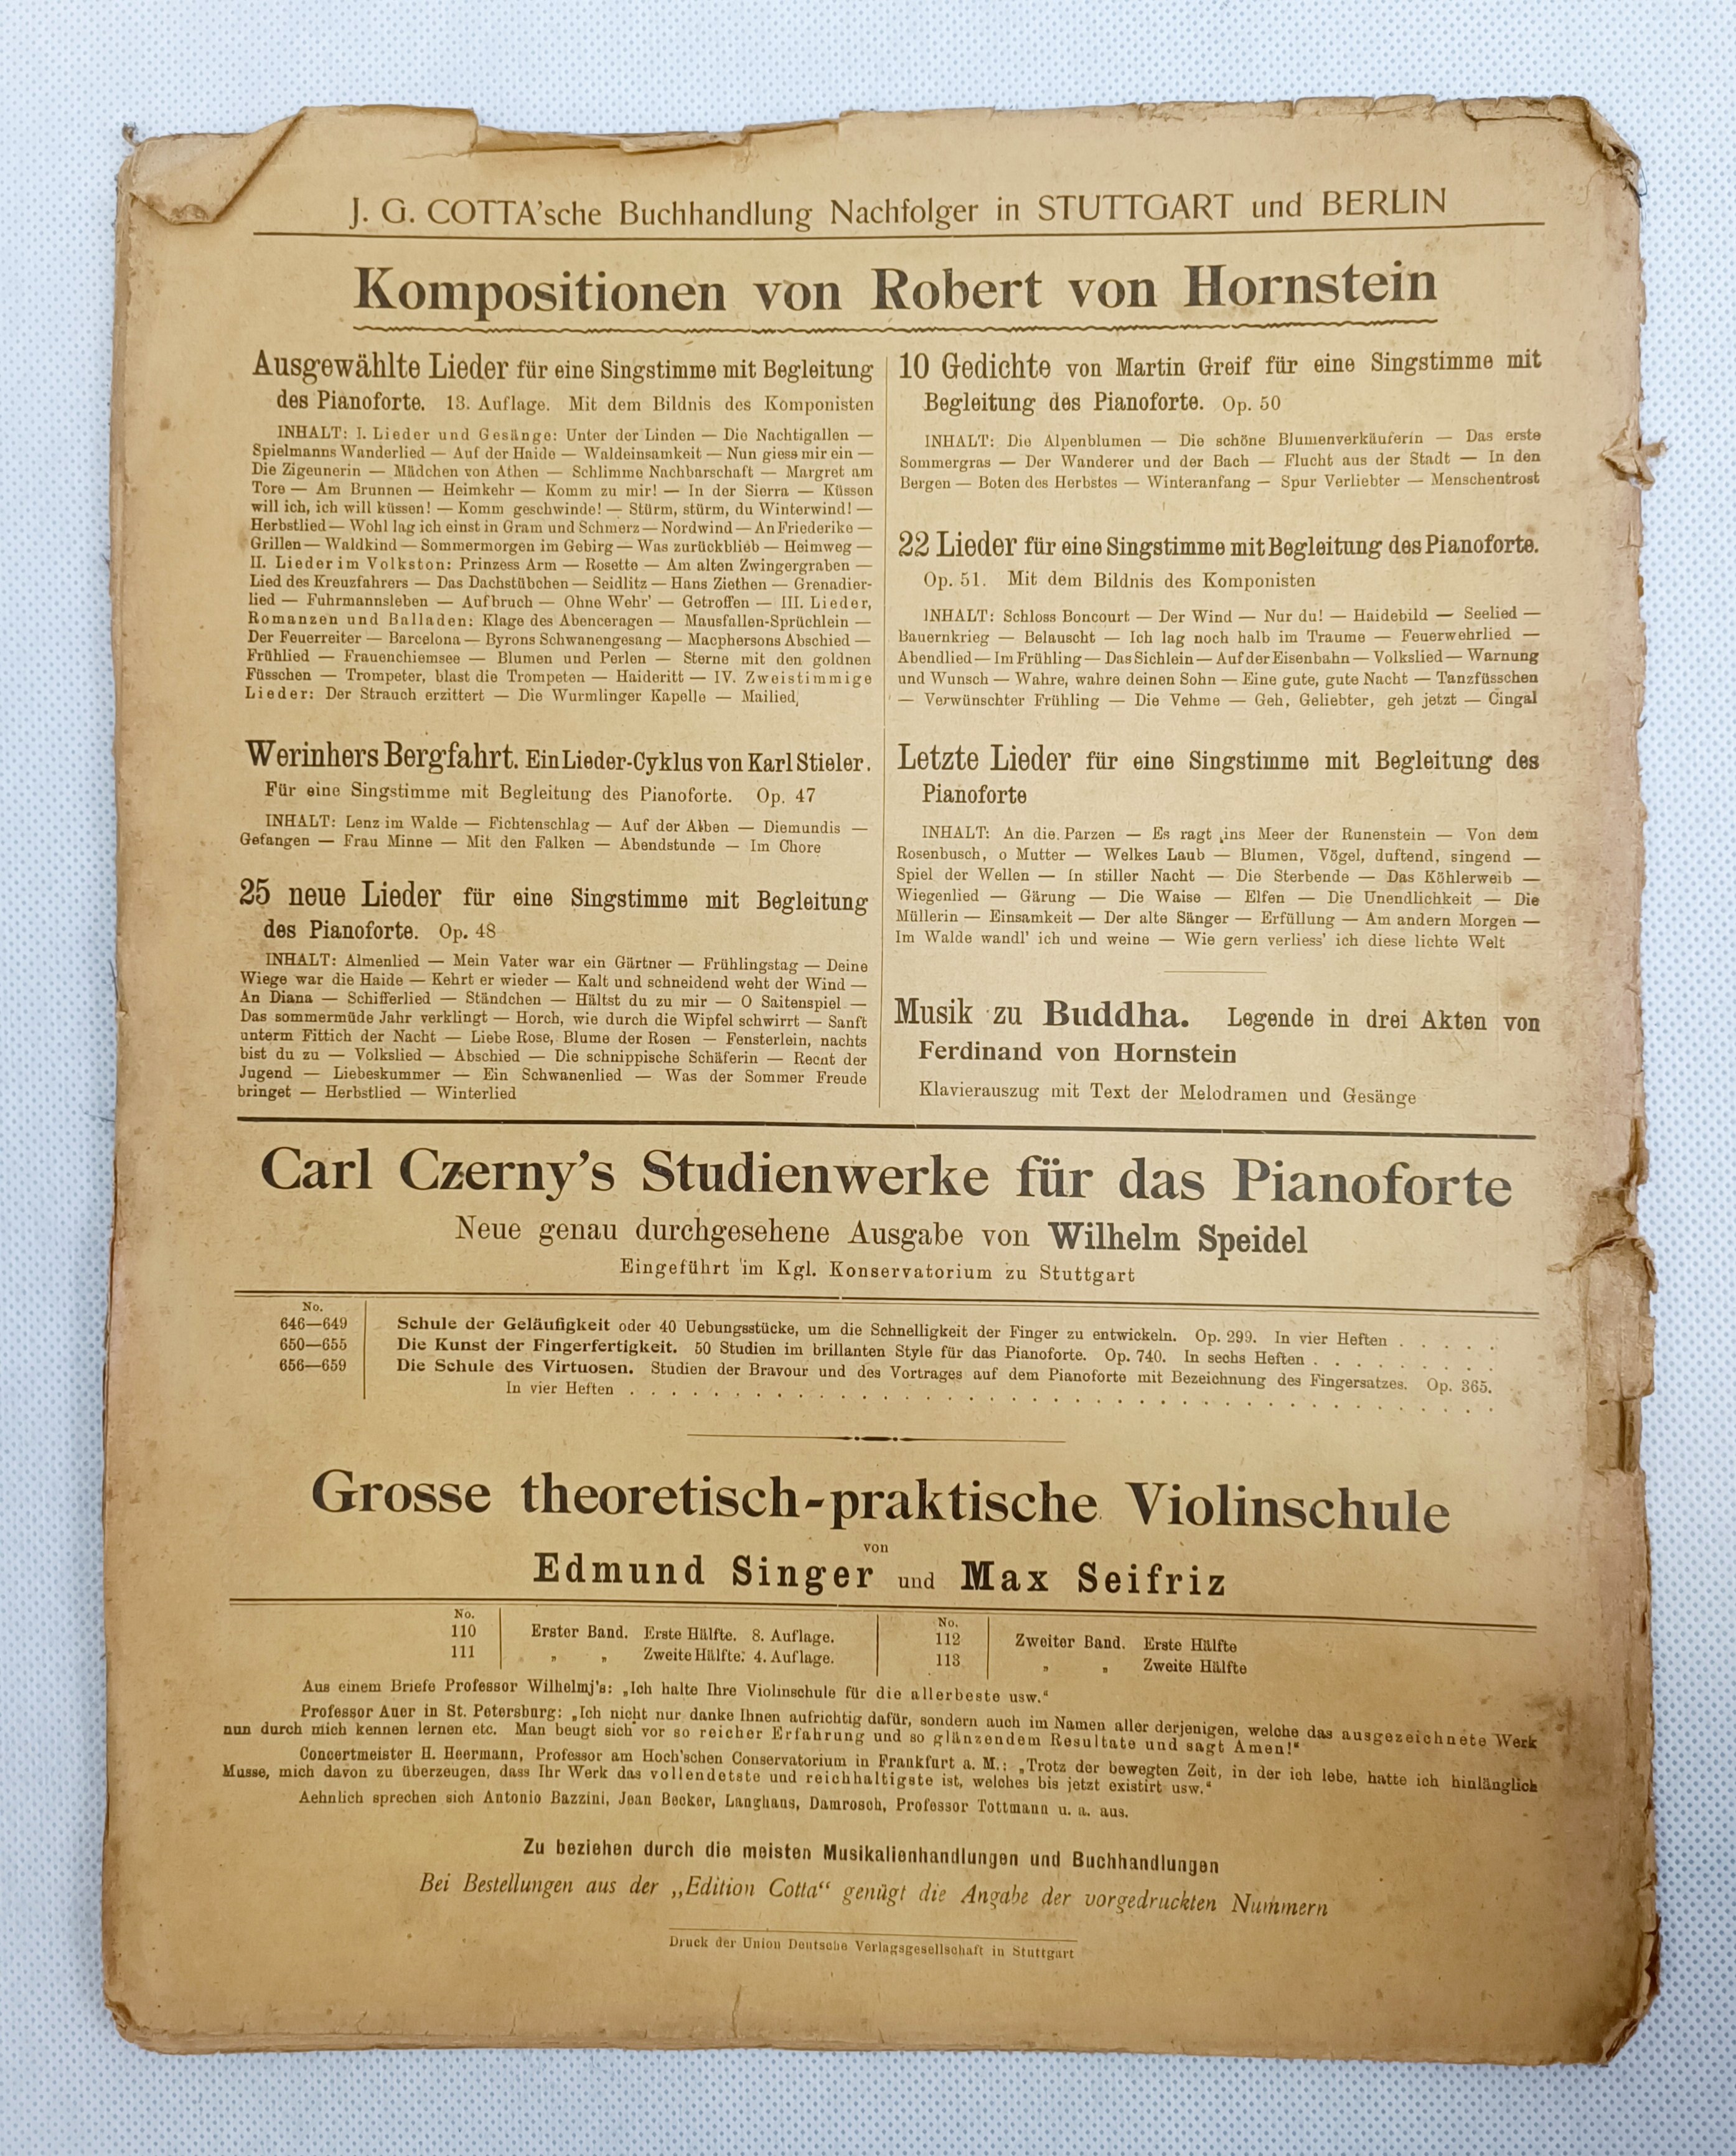 J. G. COTTA'sche Buchhandlung Nachfolger in STUTTGART und BERLIN
Kompositionen von Robert von Hornstein
Ausgewählte Lieder für eine Singstimme mit Begleitung
des Pianoforte. 13. Auflage. Mit dem Bildnis des Komponisten
INHALT: I. Lieder und Gesänge: Unter der Linden — Die Nachtigallen —
Spielmanns Wanderlied — Auf der Haide — Waldeinsamkeit — Nun giess mir ein —
Die Zigeunerin — Mädchen von Athen — Schlimme Nachbarschaft — Margret am
Tore — Am Brunnen — Heimkehr — Komm zu mir! — In der Sierra — Küssen
will ich, ich will küssen! — Komm geschwinde! — Stürm, stürm, du Winterwind! —
Herbstlied — Wohl lag ich einst in Gram und Schmerz — Nordwind — An Friederike —
Grillen — Waldkind — Sommermorgen im Gebirg — Was zurückblieb — Heimweg —
II. Lieder im Volkston: Prinzess Arm — Rosette — Am alten Zwingergraben —
Lied des Kreuzfahrers — Das Dachstübchen — Seidlitz — Hans Ziethen — Grenadier-
lied — Fuhrmannsleben — Aufbruch — Ohne Wehr' — Getroffen — III. Lieder,
Romanzen und Balladen: Klage des Abenceragen — Mausfallen-Sprüchlein —
Der Feuerreiter — Barcelona — Byrons Schwanengesang — Macphersons Abschied —
Frühlied — Frauenchiemsee — Blumen und Perlen — Sterne mit den goldnen
Füsschen — Trompeter, blast die Trompeten — Haideritt — IV. Zweistimmige
Lieder: Der Strauch erzittert — Die Wurmlinger Kapelle — Mailied
Werinhers Bergfahrt. Ein Lieder-Cyklus von Karl Stieler.
Für eine Singstimme mit Begleitung des Pianoforte. Op. 47
INHALT: Lenz im Walde — Fichtenschlag — Auf der Alben — Diemundis —
Gefangen — Frau Minne — Mit den Falken — Abendstunde — Im Chore
25 neue Lieder für eine Singstimme mit Begleitung
des Pianoforte. Op. 48
INHALT: Almenlied — Mein Vater war ein Gärtner — Frühlingstag — Deine
Wiege war die Haide — Kehrt er wieder — Kalt und schneidend weht der Wind —
An Diana — Schifferlied — Ständchen — Hältst du zu mir — O Saitenspiel —
Das sommermüde Jahr verklingt — Horch, wie durch die Wipfel schwirrt — Sanft
unterm Fittich der Nacht — Liebe Rose, Blume der Rosen — Fensterlein, nachts
bist du zu — Volkslied — Abschied — Die schnippische Schäferin — Recht der
Jugend — Liebeskummer — Ein Schwanenlied — Was der Sommer Freude
bringet — Herbstlied — Winterlied
10 Gedichte von Martin Greif für eine Singstimme mit
Begleitung des Pianoforte. Op. 50
INHALT: Die Alpenblumen — Die schöne Blumenverkäuferin — Das erste
Sommergras — Der Wanderer und der Bach — Flucht aus der Stadt — In den
Bergen — Boten des Herbstes — Winteranfang — Spur Verliebter — Menschentrost
22 Lieder für eine Singstimme mit Begleitung des Pianoforte.
Op. 51. Mit dem Bildnis des Komponisten
INHALT: Schloss Boncourt — Der Wind — Nur du! — Haidebild — Seelied —
Bauernkrieg — Belauscht — Ich lag noch halb im Traume — Feuerwehrlied —
Abendlied — Im Frühling — Das Sichlein — Auf der Eisenbahn — Volkslied — Warnung
und Wunsch — Wahre, wahre deinen Sohn — Eine gute, gute Nacht — Tanzfüsschen
— Verwünschter Frühling — Die Vehme — Geh, Geliebter, geh jetzt — Cingal
Letzte Lieder für eine Singstimme mit Begleitung des
Pianoforte
INHALT: An die Parzen — Es ragt ins Meer der Runenstein — Von dem
Rosenbusch, o Mutter — Welkes Laub — Blumen, Vögel, duftend, singend —
Spiel der Wellen — In stiller Nacht — Die Sterbende — Das Köhlerweib —
Wiegenlied — Gärung — Die Waise — Elfen — Die Unendlichkeit — Die
Müllerin — Einsamkeit — Der alte Sänger — Erfüllung — Am andern Morgen —
Im Walde wandl' ich und weine — Wie gern verliess' ich diese lichte Welt
Musik zu Buddha. Legende in drei Akten von
Ferdinand von Hornstein
Klavierauszug mit Text der Melodramen und Gesänge
Carl Czerny's Studienwerke für das Pianoforte
Neue genau durchgesehene Ausgabe von Wilhelm Speidel
Eingeführt im Kgl. Konservatorium zu Stuttgart
No.
646—649 Schule der Geläufigkeit oder 40 Uebungsstücke, um die Schnelligkeit der Finger zu entwickeln. Op. 299. In vier Heften . . . . .
650—655 Die Kunst der Fingerfertigkeit. 50 Studien im brillanten Style für das Pianoforte. Op. 740. In sechs Heften . . . . . . . . .
656—659 Die Schule des Virtuosen. Studien der Bravour und des Vortrages auf dem Pianoforte mit Bezeichnung des Fingersatzes. Op. 365.
In vier Heften . . . . . . . . . . . . . . . . . . . . . . . . . . . . . . . . . .
Grosse theoretisch-praktische Violinschule
von
Edmund Singer und Max Seifriz
No. No.
110 Erster Band. Erste Hälfte. 8. Auflage. 112 Zweiter Band. Erste Hälfte
111 „ „ Zweite Hälfte. 4. Auflage. 113 „ „ Zweite Hälfte
Aus einem Briefe Professor Wilhelmj's: „Ich halte Ihre Violinschule für die allerbeste usw.“
Professor Auer in St. Petersburg: „Ich nicht nur danke Ihnen aufrichtig dafür, sondern auch im Namen aller derjenigen, welche das ausgezeichnete Werk
nun durch mich kennen lernen etc. Man beugt sich vor so reicher Erfahrung und so glänzendem Resultate und sagt Amen!“
Concertmeister H. Heermann, Professor am Hoch'schen Conservatorium in Frankfurt a. M.: „Trotz der bewegten Zeit, in der ich lebe, hatte ich hinlänglich
Musse, mich davon zu überzeugen, dass Ihr Werk das vollendetste und reichhaltigste ist, welches bis jetzt existirt usw.“
Aehnlich sprechen sich Antonio Bazzini, Jean Becker, Langhans, Damrosch, Professor Tottmann u. a. aus.
Zu beziehen durch die meisten Musikalienhandlungen und Buchhandlungen
Bei Bestellungen aus der „Edition Cotta“ genügt die Angabe der vorgedruckten Nummern
Druck der Union Deutsche Verlagsgesellschaft in Stuttgart